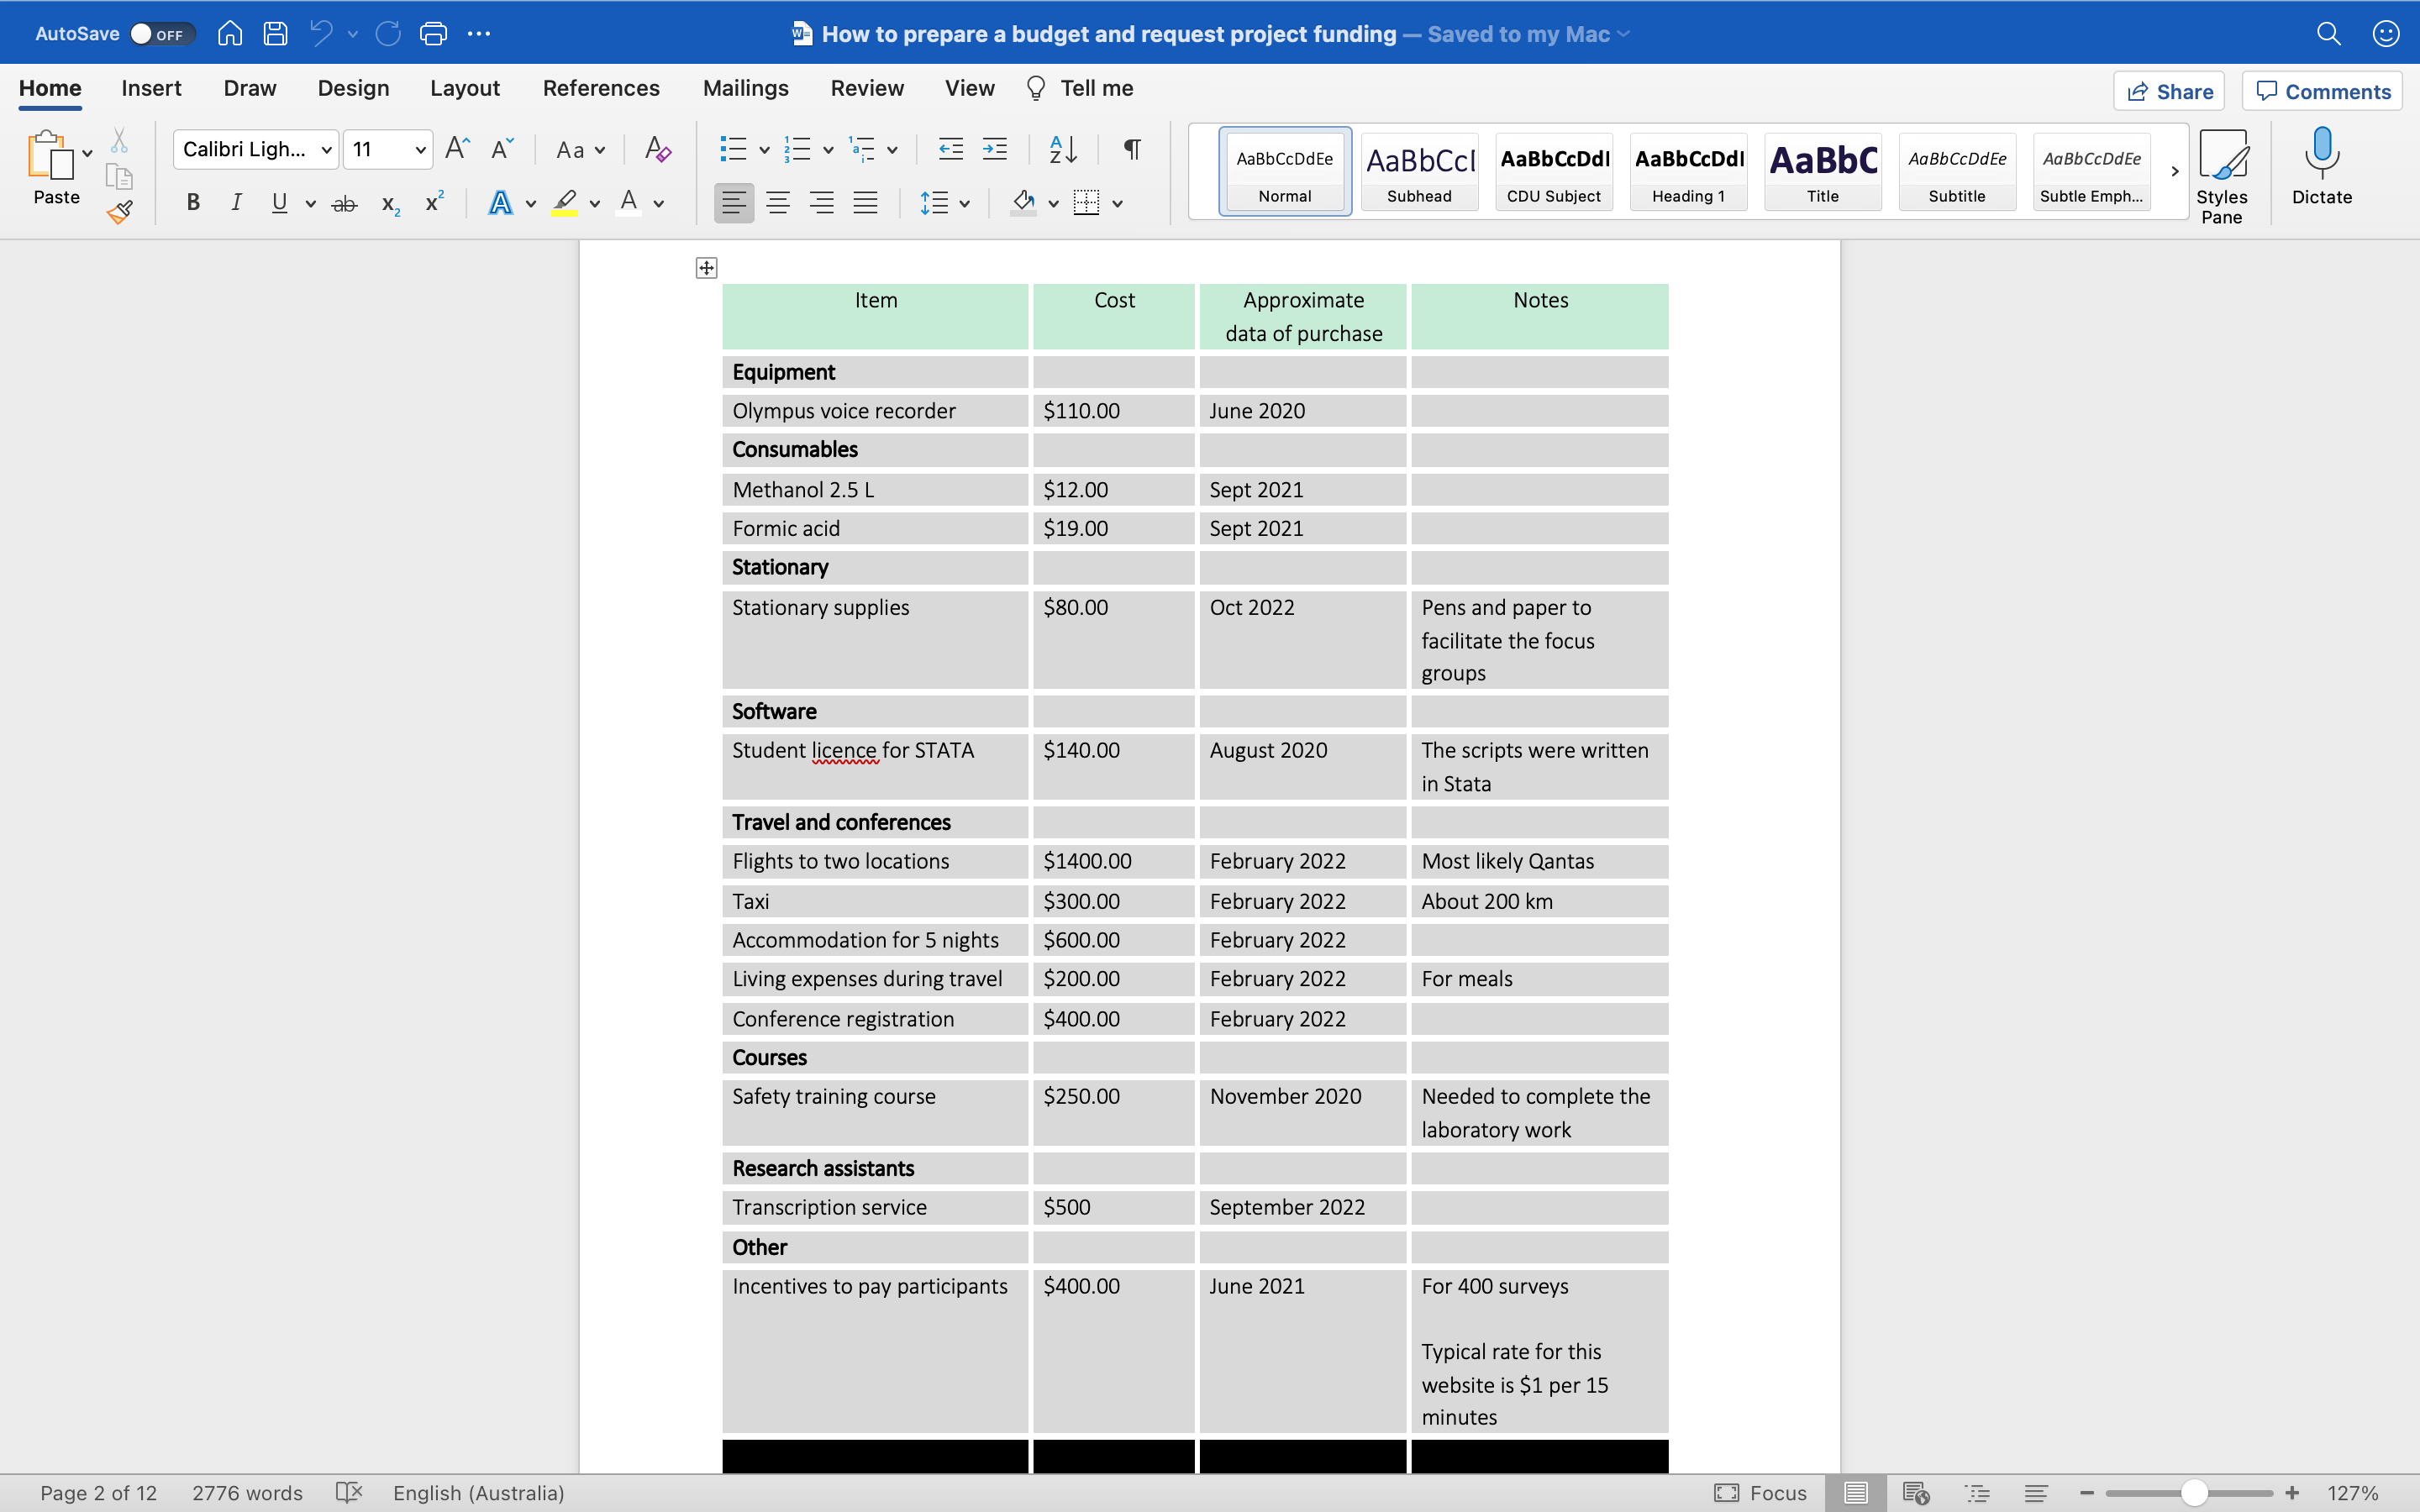 AutoSave OFF How to prepare a budget and request project funding — Saved to my Mac
Home Insert Draw Design Layout References Mailings Review View Tell me Share Comments
Paste
Calibri Ligh... 11 A A Aa A
B I U ab x2 x2 A A
AaBbCcDdEe AaBbCcI AaBbCcDdI AaBbCcDdI AaBbC AaBbCcDdEe AaBbCcDdEe
Normal Subhead CDU Subject Heading 1 Title Subtitle Subtle Emph...
Styles Pane
Dictate
Item Cost Approximate data of purchase Notes
Equipment
Olympus voice recorder $110.00 June 2020
Consumables
Methanol 2.5 L $12.00 Sept 2021
Formic acid $19.00 Sept 2021
Stationary
Stationary supplies $80.00 Oct 2022 Pens and paper to
facilitate the focus
groups
Software
Student licence for STATA $140.00 August 2020 The scripts were written
in Stata
Travel and conferences
Flights to two locations $1400.00 February 2022 Most likely Qantas
Taxi $300.00 February 2022 About 200 km
Accommodation for 5 nights $600.00 February 2022
Living expenses during travel $200.00 February 2022 For meals
Conference registration $400.00 February 2022
Courses
Safety training course $250.00 November 2020 Needed to complete the
laboratory work
Research assistants
Transcription service $500 September 2022
Other
Incentives to pay participants $400.00 June 2021 For 400 surveys
Typical rate for this
website is $1 per 15
minutes
Page 2 of 12 2776 words English (Australia) Focus 127%